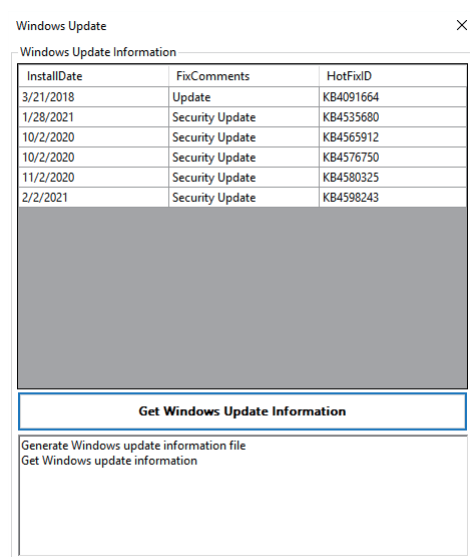 Windows Update
Windows Update Information
InstallDate FixComments HotFixID
3/21/2018 Update KB4091664
1/28/2021 Security Update KB4535680
10/2/2020 Security Update KB4565912
10/2/2020 Security Update KB4576750
11/2/2020 Security Update KB4580325
2/2/2021 Security Update KB4598243
Get Windows Update Information
Generate Windows update information file
Get Windows update information